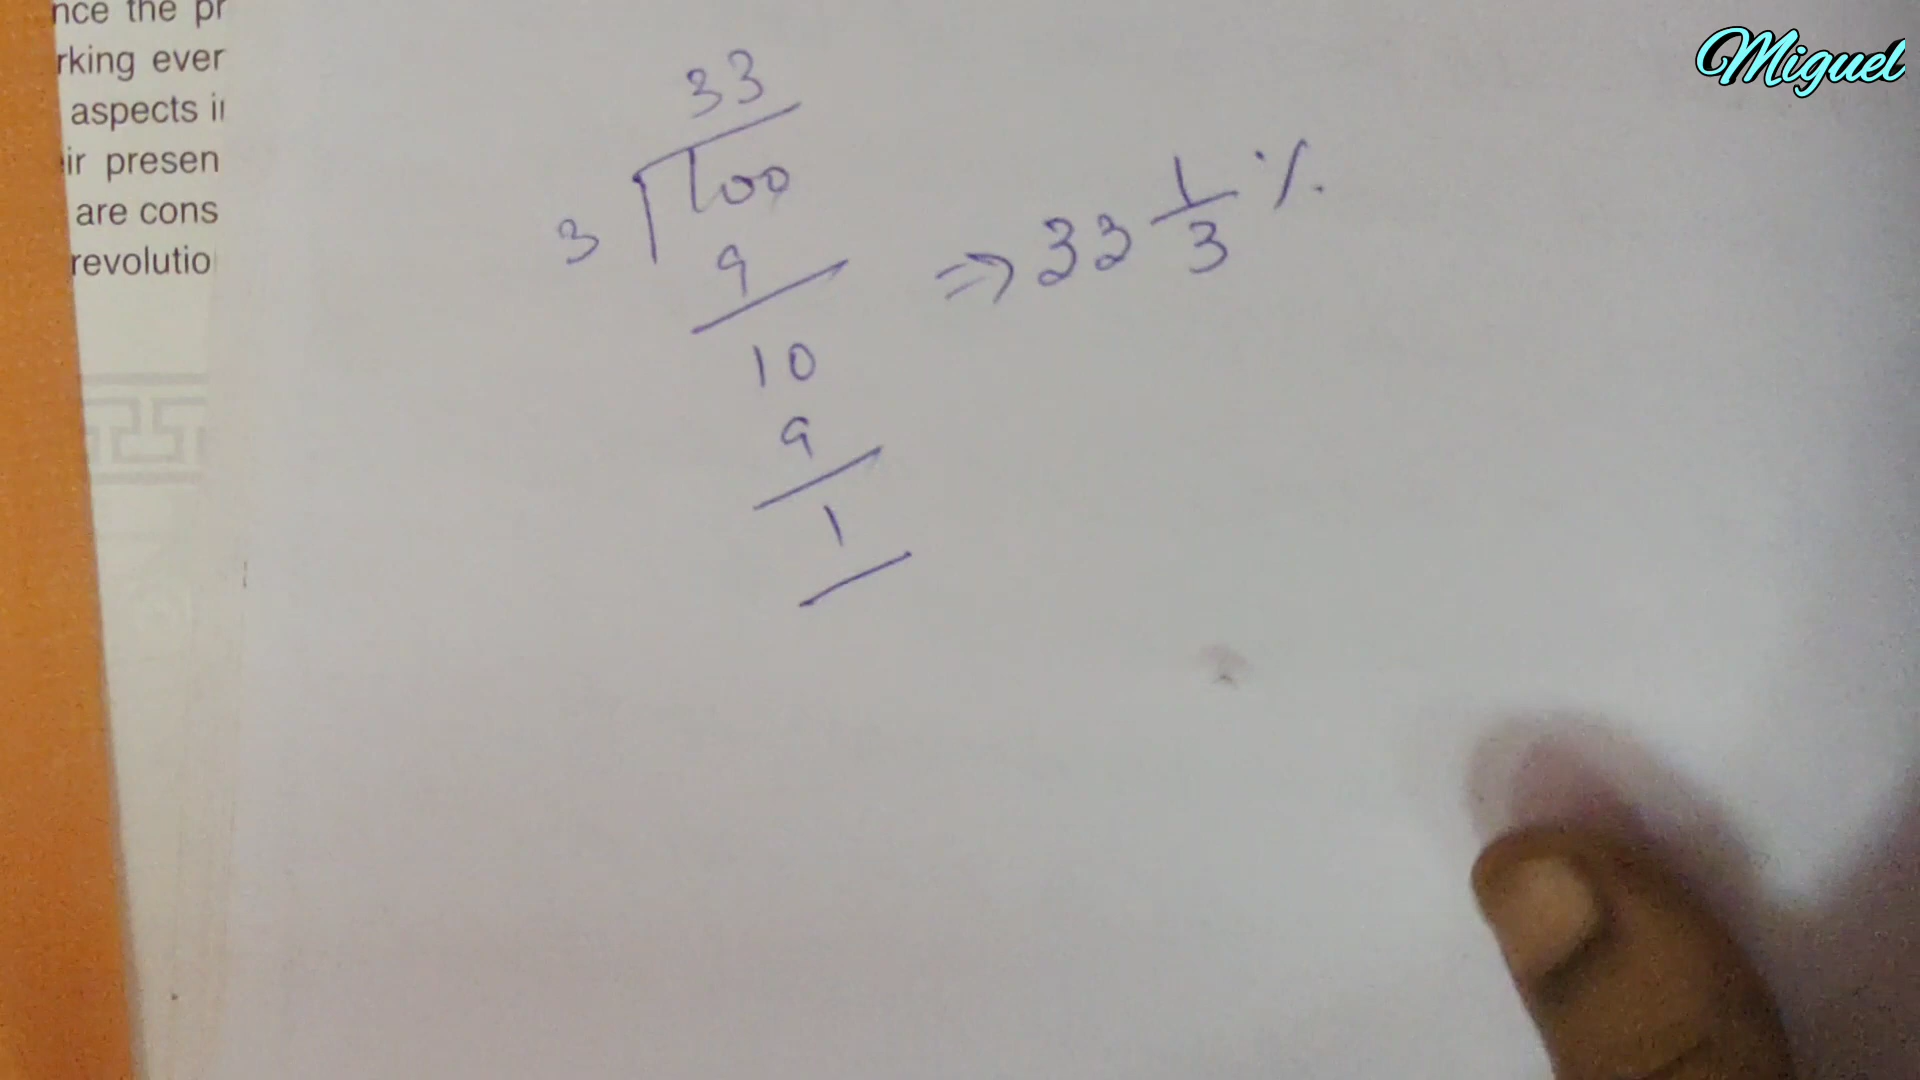 nce the pr
rking ever
aspects i
ir presen
are cons
revolutio
33
3 100
9
10
9
1
⇒ 33 1/3 %
Miguel